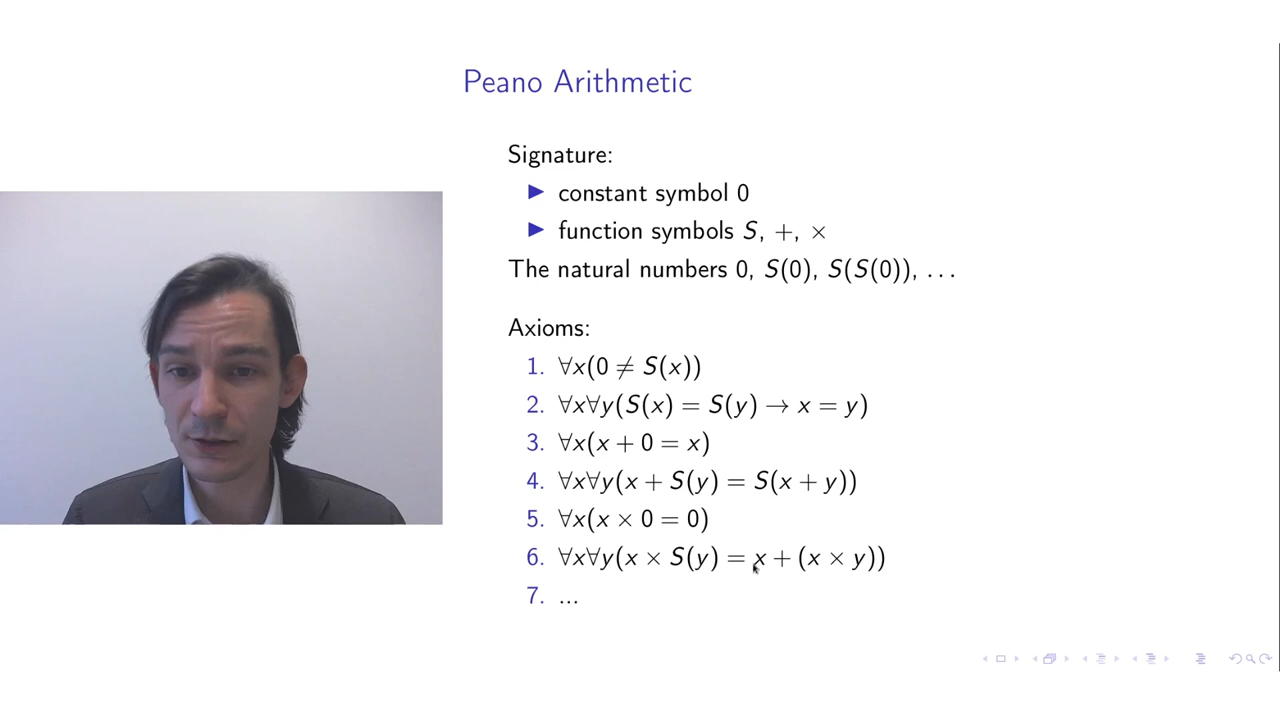 Peano Arithmetic
Signature:
▶ constant symbol 0
▶ function symbols S, +, ×
The natural numbers 0, S(0), S(S(0)), ...
Axioms:
1. ∀x(0 ≠ S(x))
2. ∀x∀y(S(x) = S(y) → x = y)
3. ∀x(x + 0 = x)
4. ∀x∀y(x + S(y) = S(x + y))
5. ∀x(x × 0 = 0)
6. ∀x∀y(x × S(y) = x + (x × y))
7. ...